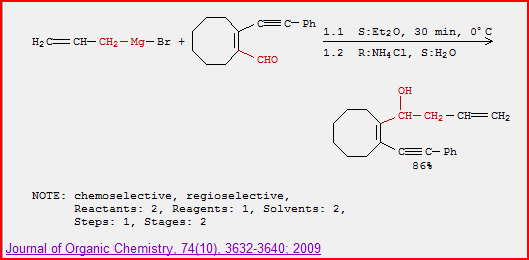 H2C=CH-CH2-Mg-Br + C≡C-Ph
CHO
1.1 S:Et2O, 30 min, 0°C
1.2 R:NH4Cl, S:H2O
OH
CH-CH2-CH=CH2
C≡C-Ph
86%
NOTE: chemoselective, regioselective,
Reactants: 2, Reagents: 1, Solvents: 2,
Steps: 1, Stages: 2
Journal of Organic Chemistry, 74(10), 3632-3640; 2009